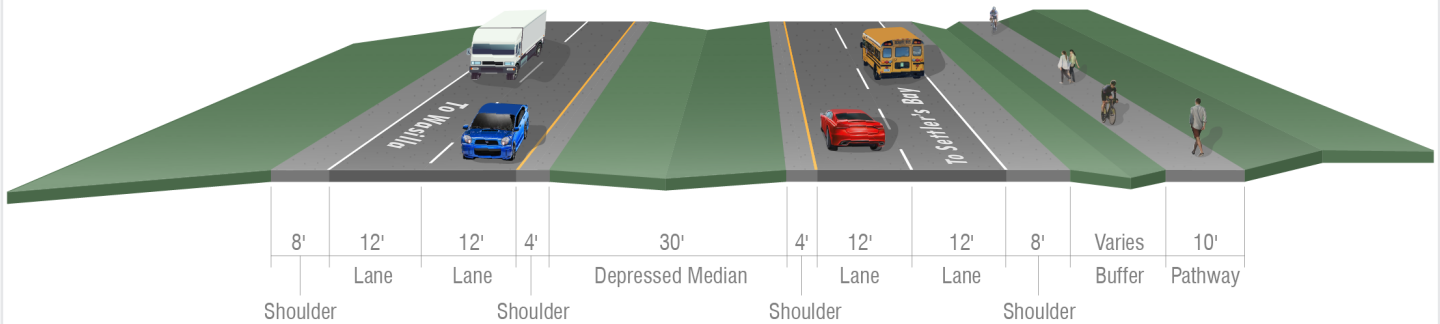 To Wasilla
To Settler's Bay
8' 12' 12' 4' 30' 4' 12' 12' 8' Varies 10'
Lane Lane Depressed Median Lane Lane Buffer Pathway
Shoulder Shoulder Shoulder Shoulder